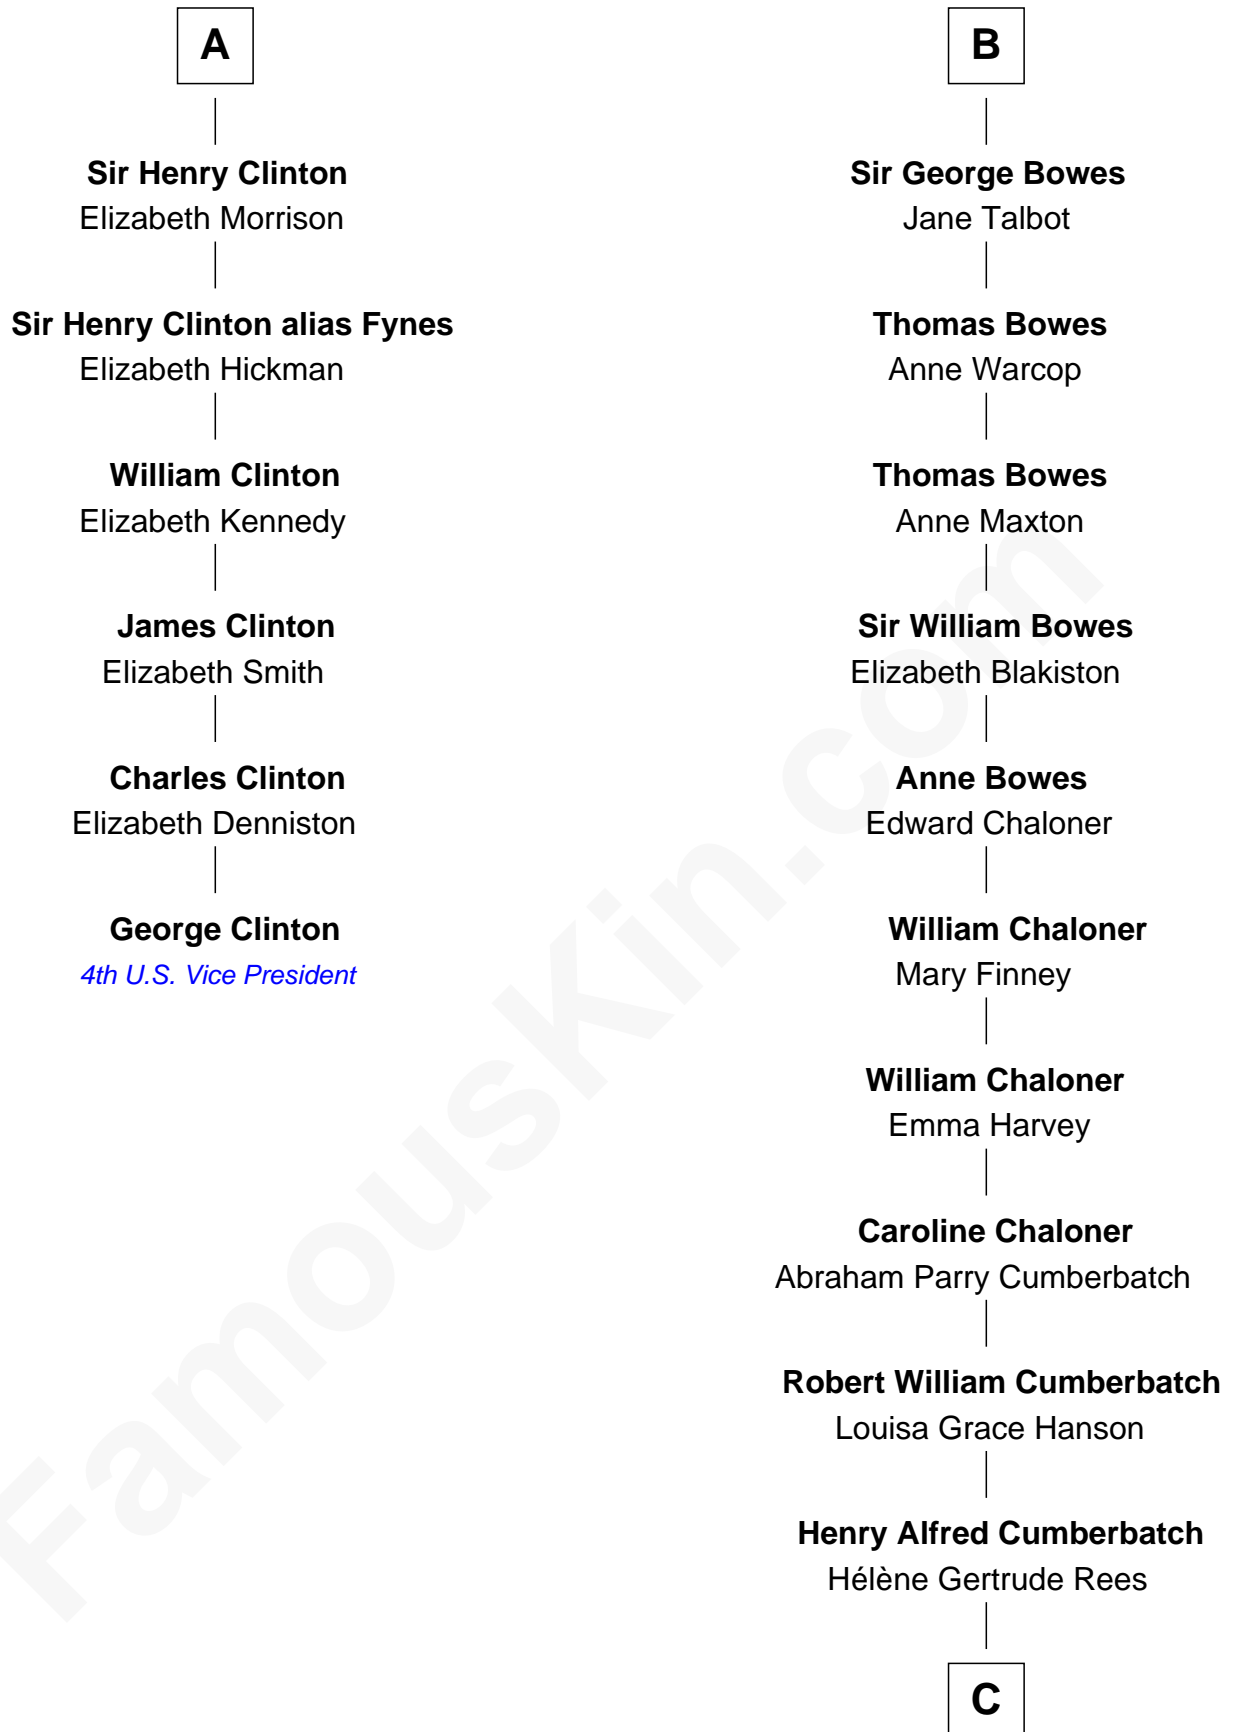 A
Sir Henry Clinton
Elizabeth Morrison
Sir Henry Clinton alias Fynes
Elizabeth Hickman
William Clinton
Elizabeth Kennedy
James Clinton
Elizabeth Smith
Charles Clinton
Elizabeth Denniston
George Clinton
4th U.S. Vice President
B
Sir George Bowes
Jane Talbot
Thomas Bowes
Anne Warcop
Thomas Bowes
Anne Maxton
Sir William Bowes
Elizabeth Blakiston
Anne Bowes
Edward Chaloner
William Chaloner
Mary Finney
William Chaloner
Emma Harvey
Caroline Chaloner
Abraham Parry Cumberbatch
Robert William Cumberbatch
Louisa Grace Hanson
Henry Alfred Cumberbatch
Hélène Gertrude Rees
C
FamousKin.com